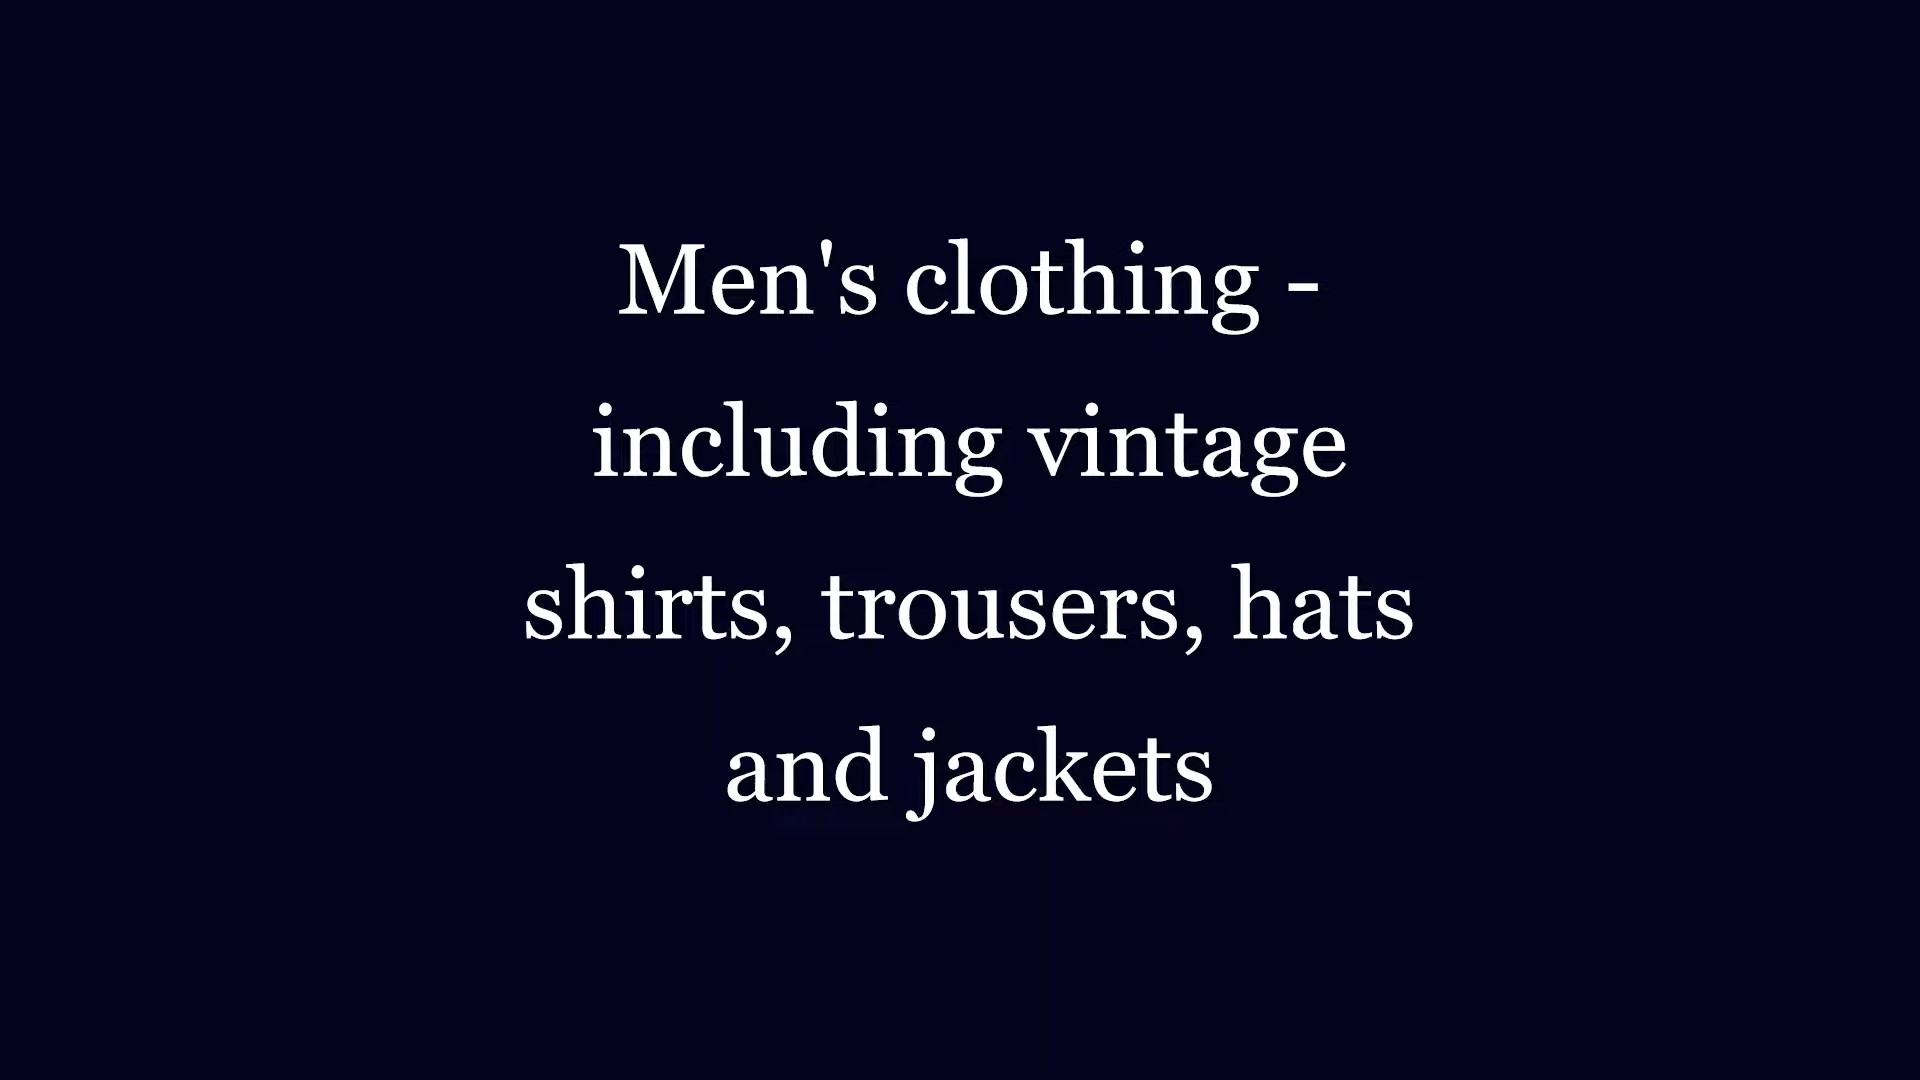 Men's clothing -
including vintage
shirts, trousers, hats
and jackets